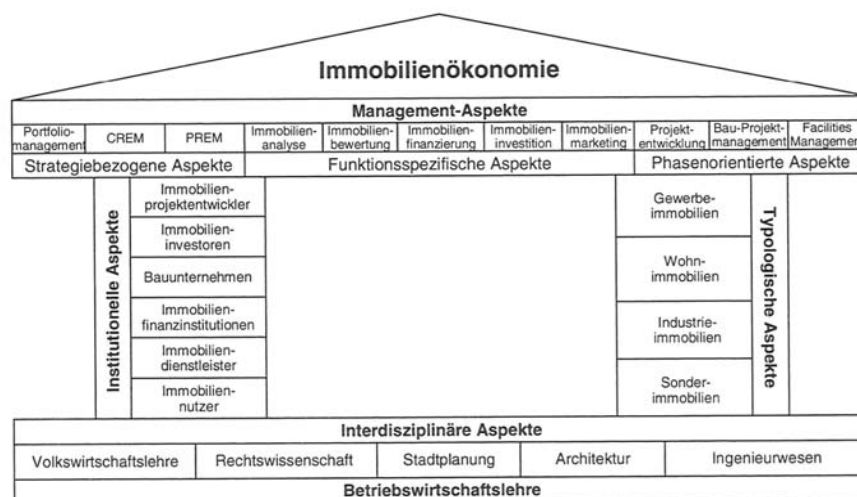 Immobilienökonomie
Management-Aspekte
Portfolio-
management
CREM
PREM
Immobilien-
analyse
Immobilien-
bewertung
Immobilien-
finanzierung
Immobilien-
investition
Immobilien-
marketing
Projekt-
entwicklung
Bau-Projekt-
management
Facilities
Management
Strategiebezogene Aspekte
Funktionsspezifische Aspekte
Phasenorientierte Aspekte
Institutionelle Aspekte
Immobilien-
projektentwickler
Immobilien-
investoren
Bauunternehmen
Immobilien-
finanzinstitutionen
Immobilien-
dienstleister
Immobilien-
nutzer
Gewerbe-
immobilien
Wohn-
immobilien
Industrie-
immobilien
Sonder-
immobilien
Typologische Aspekte
Interdisziplinäre Aspekte
Volkswirtschaftslehre
Rechtswissenschaft
Stadtplanung
Architektur
Ingenieurwesen
Betriebswirtschaftslehre